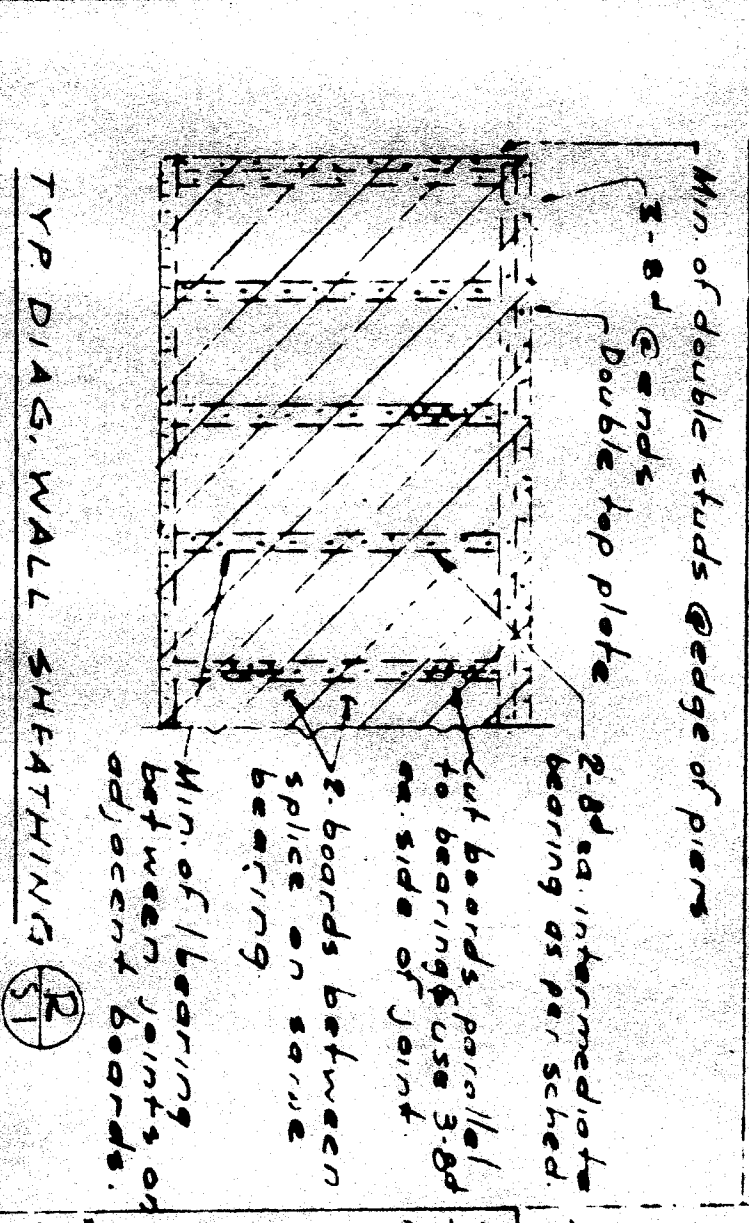 Min. of double studs @ edge of piers
3-8d @ ends
Double top plate
2-8d ea. intermediate
bearing as per sched.
Cut boards parallel
to bearing & use 3-8d
ea. side of joint.
2-boards between
splice on same
bearing
Min. of 1 bearing
between joints on
adjacent boards.
TYP. DIAG. WALL SHEATHING
R
S1